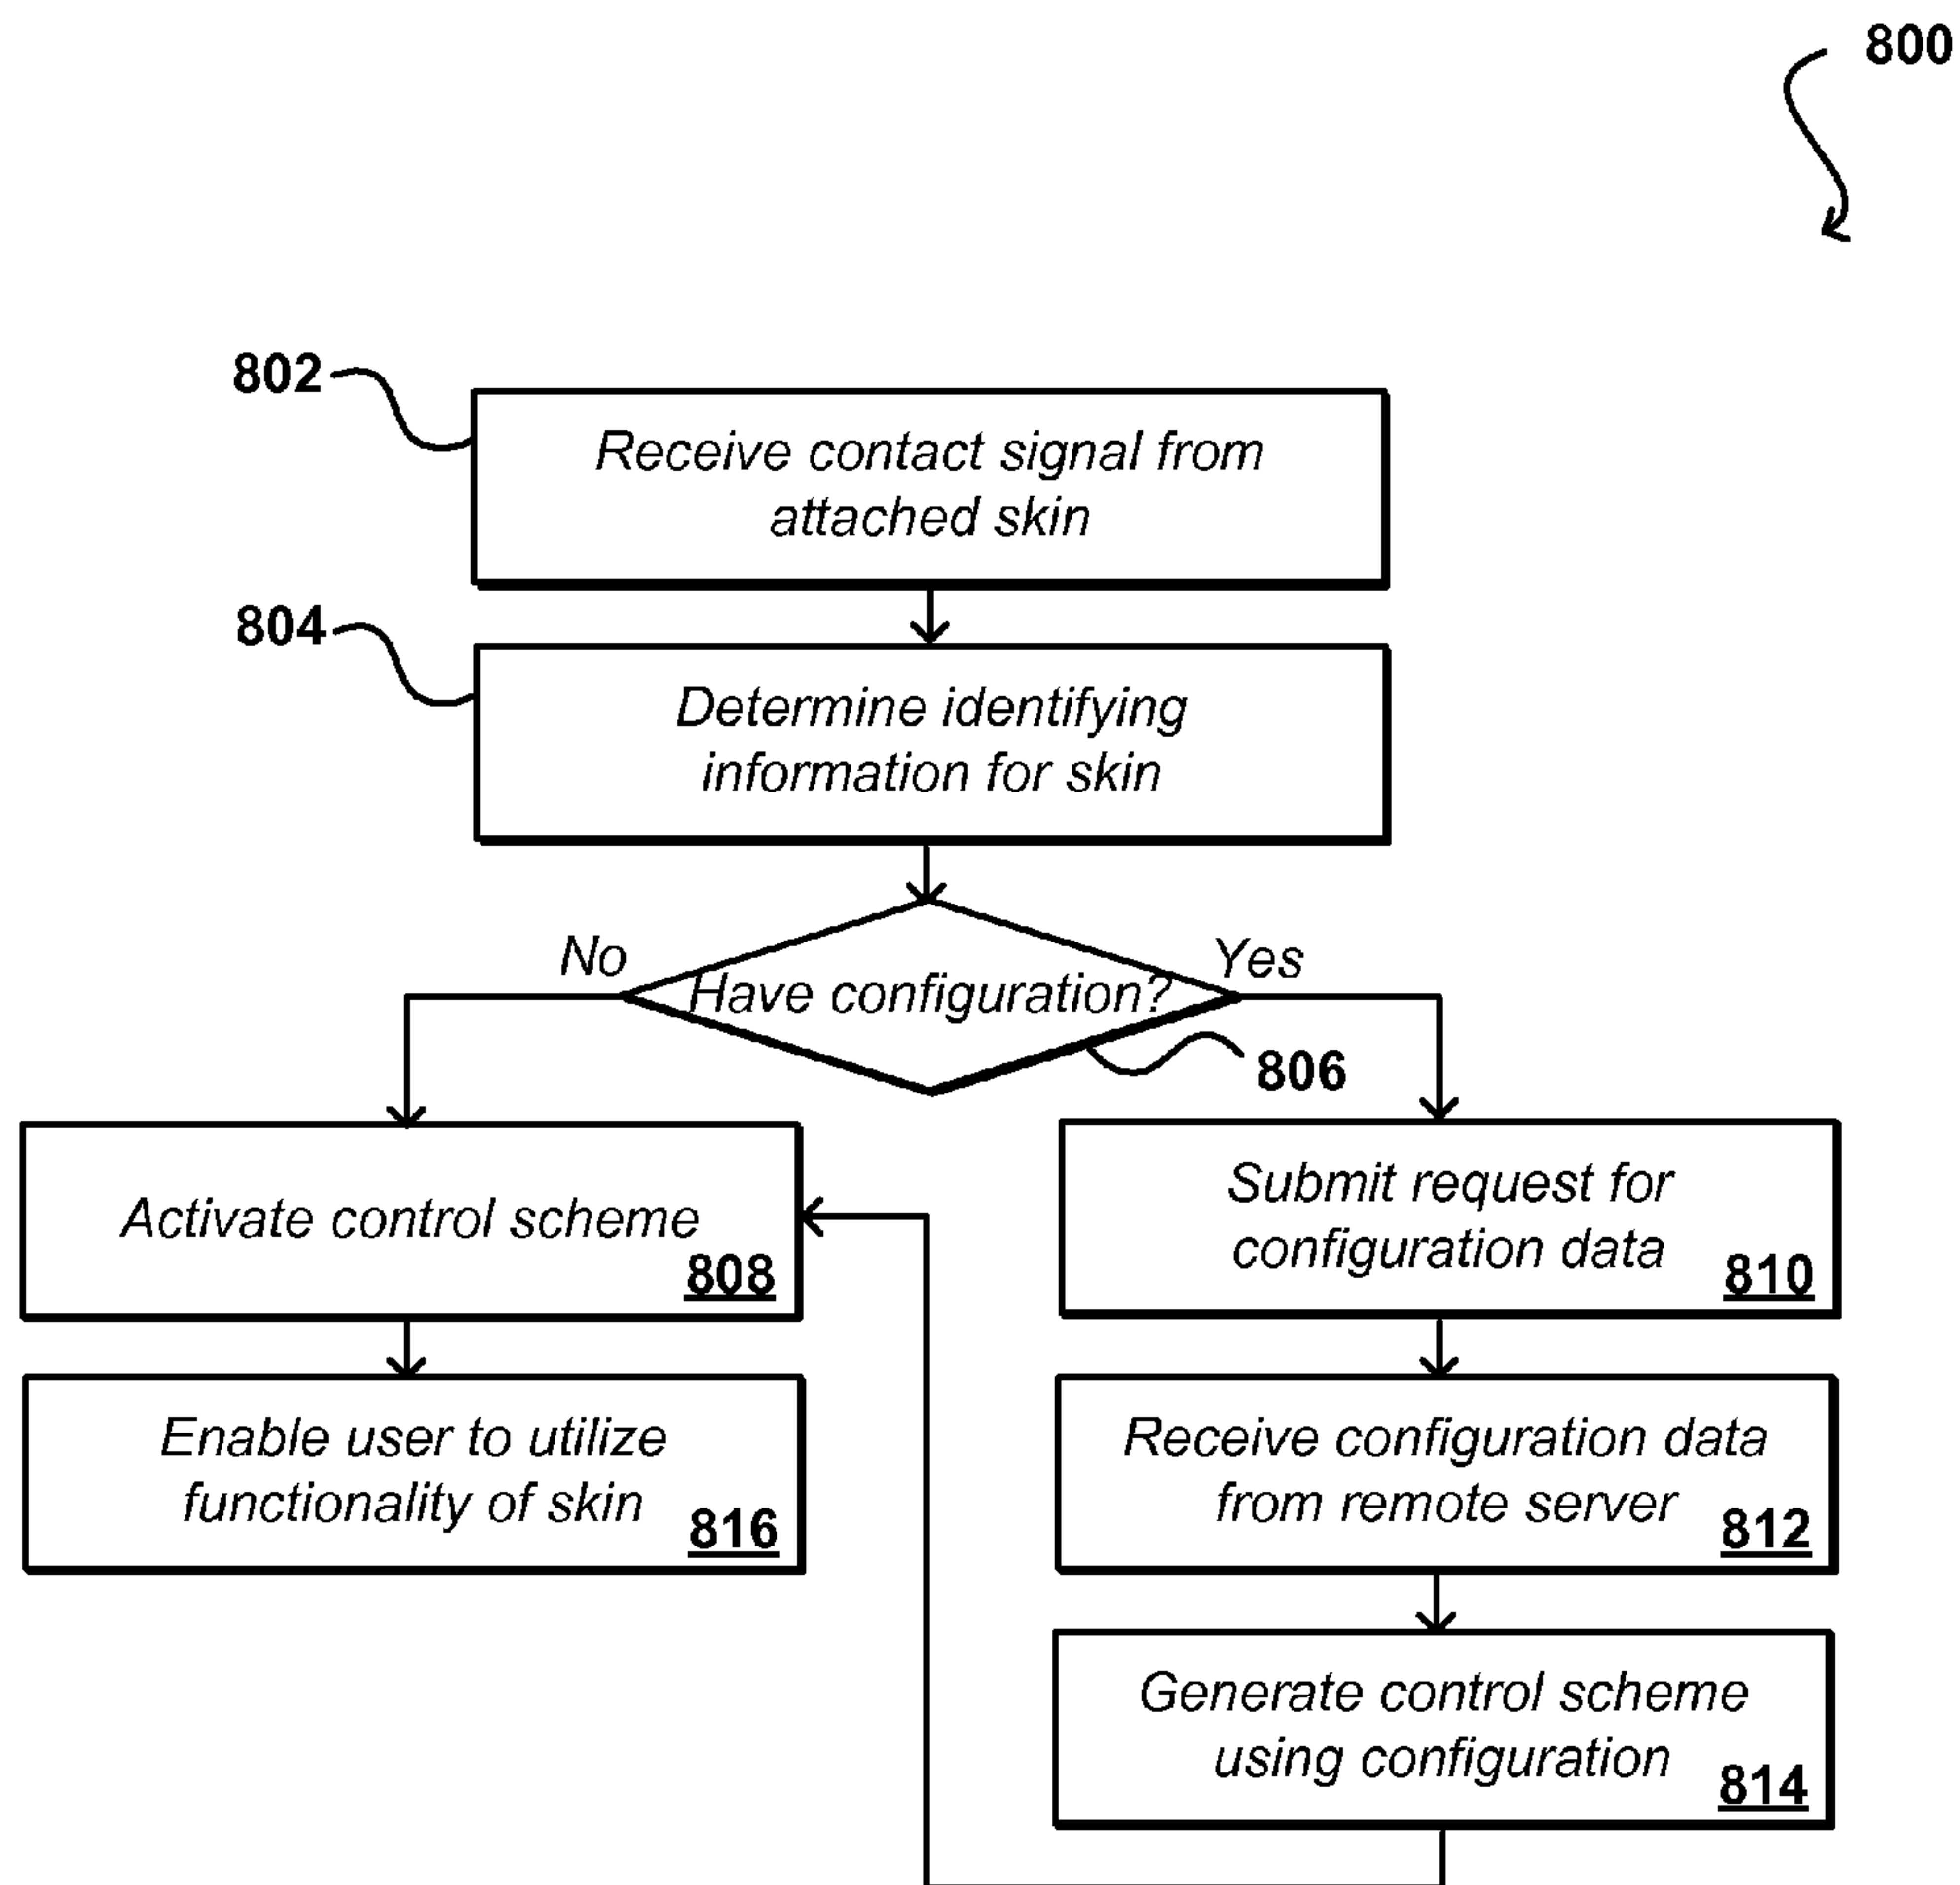 800
802
Receive contact signal from
attached skin
804
Determine identifying
information for skin
No
Have configuration?
Yes
806
Activate control scheme
808
Submit request for
configuration data
810
Enable user to utilize
functionality of skin
816
Receive configuration data
from remote server
812
Generate control scheme
using configuration
814